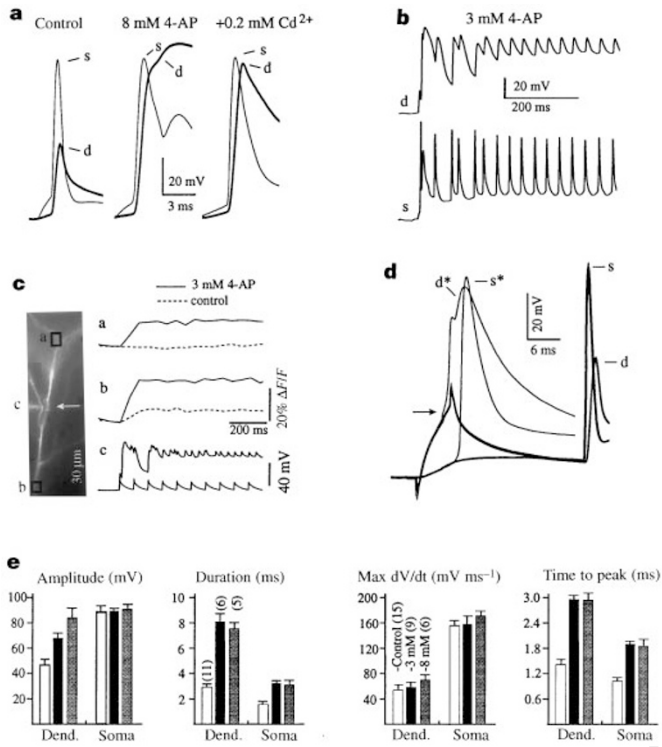 a
Control
8 mM 4-AP
+0.2 mM Cd2+
s
d
s
d
s
d
20 mV
3 ms
b
3 mM 4-AP
d
20 mV
200 ms
s
c
3 mM 4-AP
control
a
c
b
30 µm
a
b
20% ΔF/F
200 ms
c
40 mV
d
d*
s*
20 mV
6 ms
s
d
e
Amplitude (mV)
100
80
60
40
20
Dend. Soma
Duration (ms)
10
8
6
4
2
(11)
(6)
(5)
Dend. Soma
Max dV/dt (mV ms−1)
200
160
120
80
40
-Control (15)
-3 mM (9)
-8 mM (6)
Dend. Soma
Time to peak (ms)
3.0
2.4
1.8
1.2
0.6
Dend. Soma